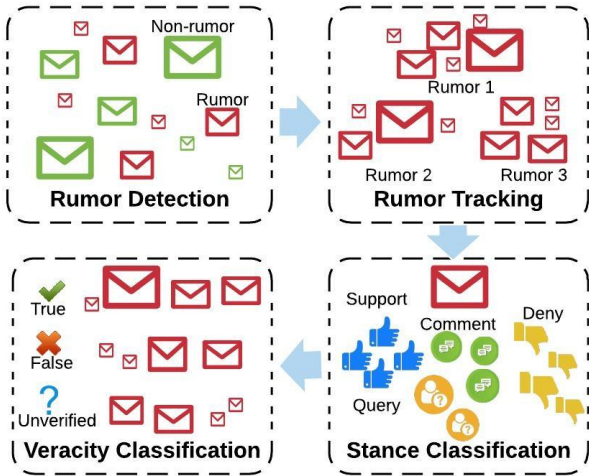 Non-rumor
Rumor
Rumor Detection
Rumor 1
Rumor 2
Rumor 3
Rumor Tracking
True
False
?
Unverified
Veracity Classification
Support
Comment
Deny
Query
? ?
Stance Classification